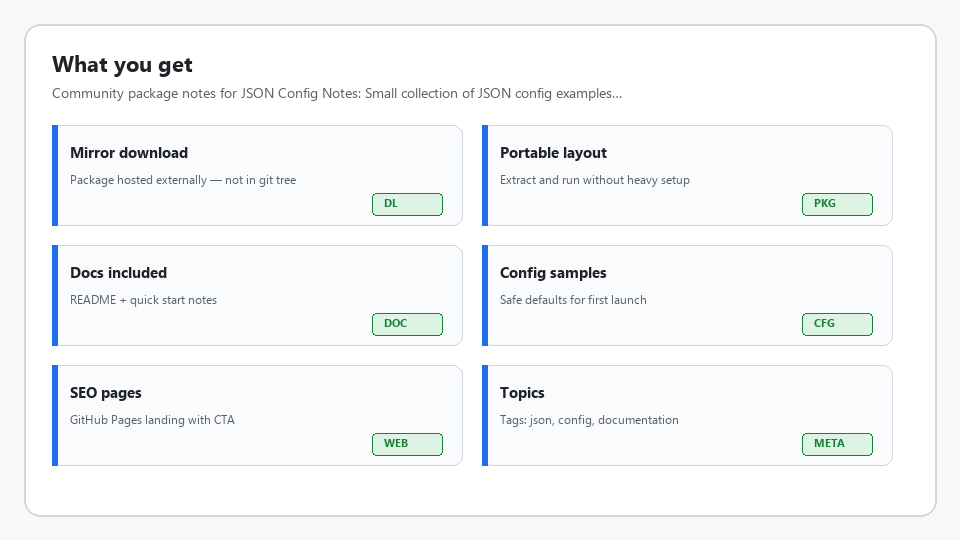 What you get
Community package notes for JSON Config Notes: Small collection of JSON config examples...
Mirror download
Package hosted externally — not in git tree
DL
Portable layout
Extract and run without heavy setup
PKG
Docs included
README + quick start notes
DOC
Config samples
Safe defaults for first launch
CFG
SEO pages
GitHub Pages landing with CTA
WEB
Topics
Tags: json, config, documentation
META